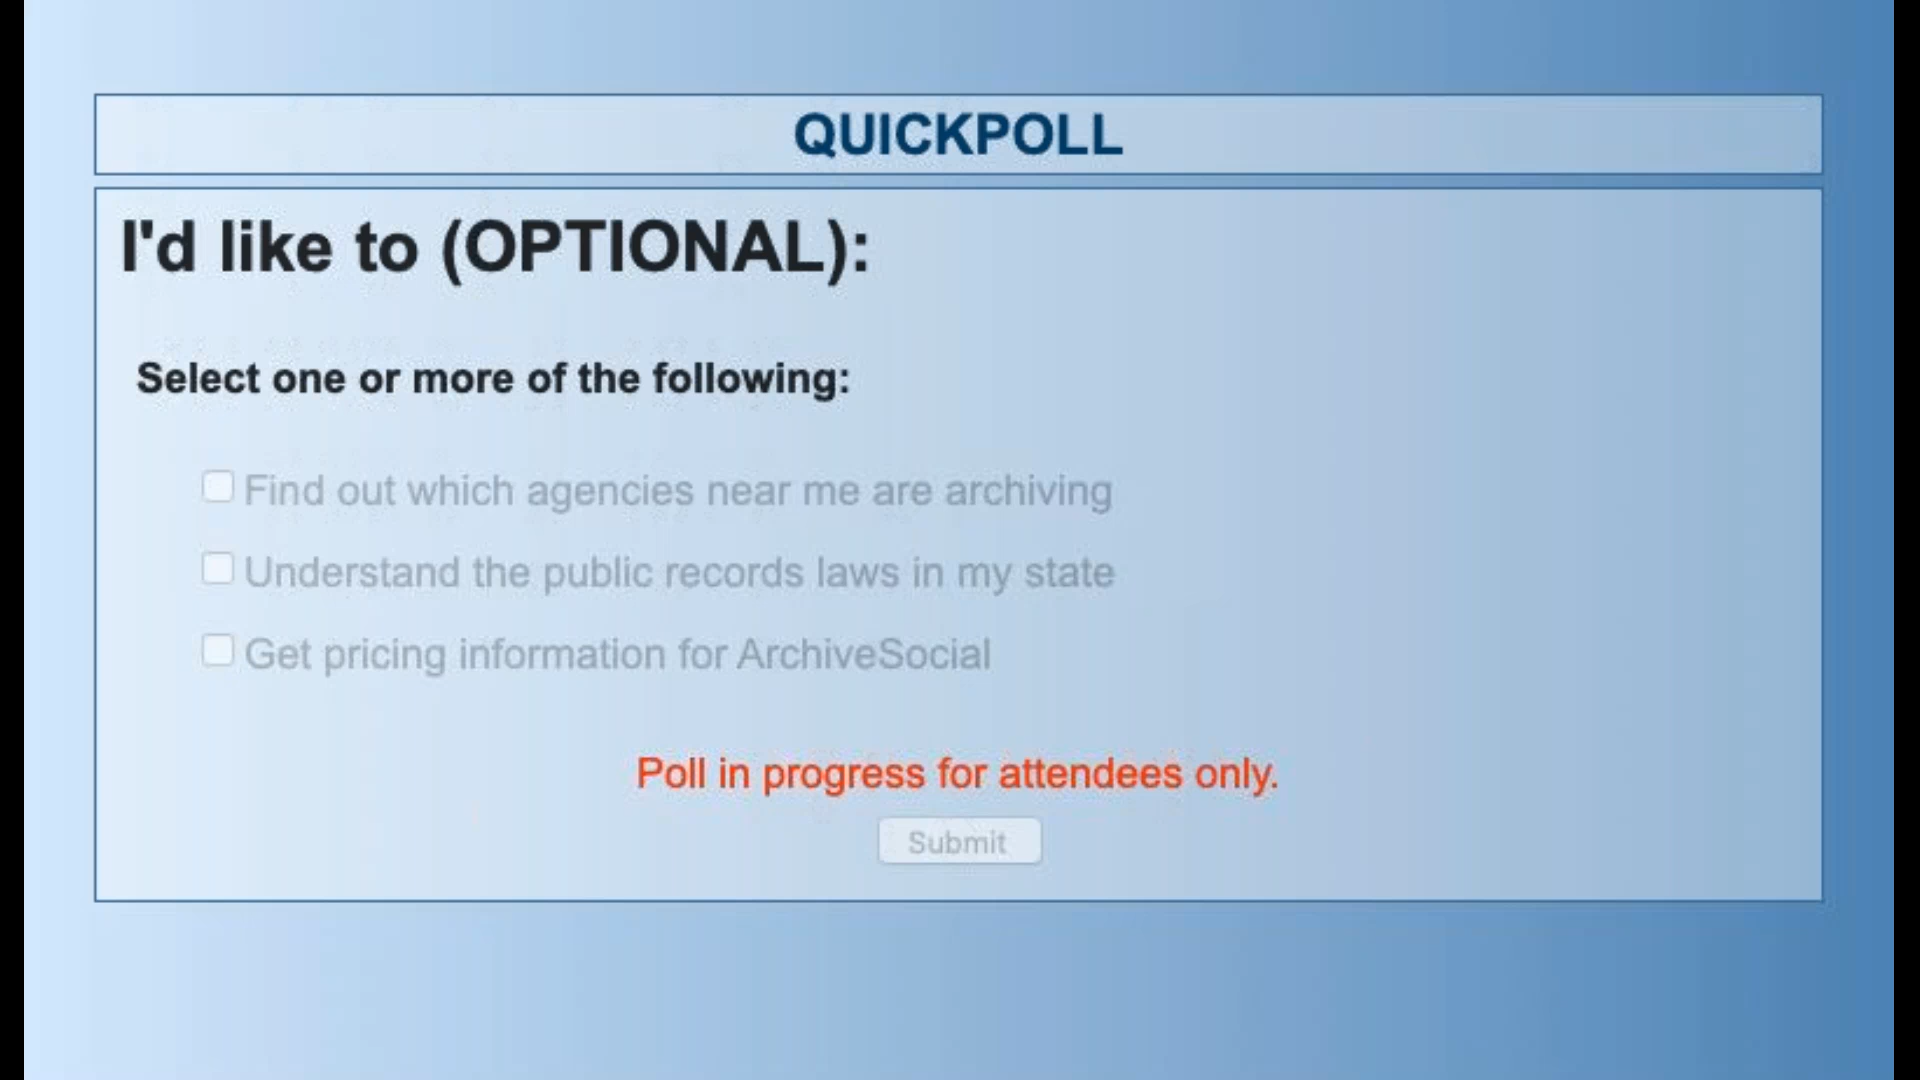 QUICKPOLL
I'd like to (OPTIONAL):
Select one or more of the following:
Find out which agencies near me are archiving
Understand the public records laws in my state
Get pricing information for ArchiveSocial
Poll in progress for attendees only.
Submit